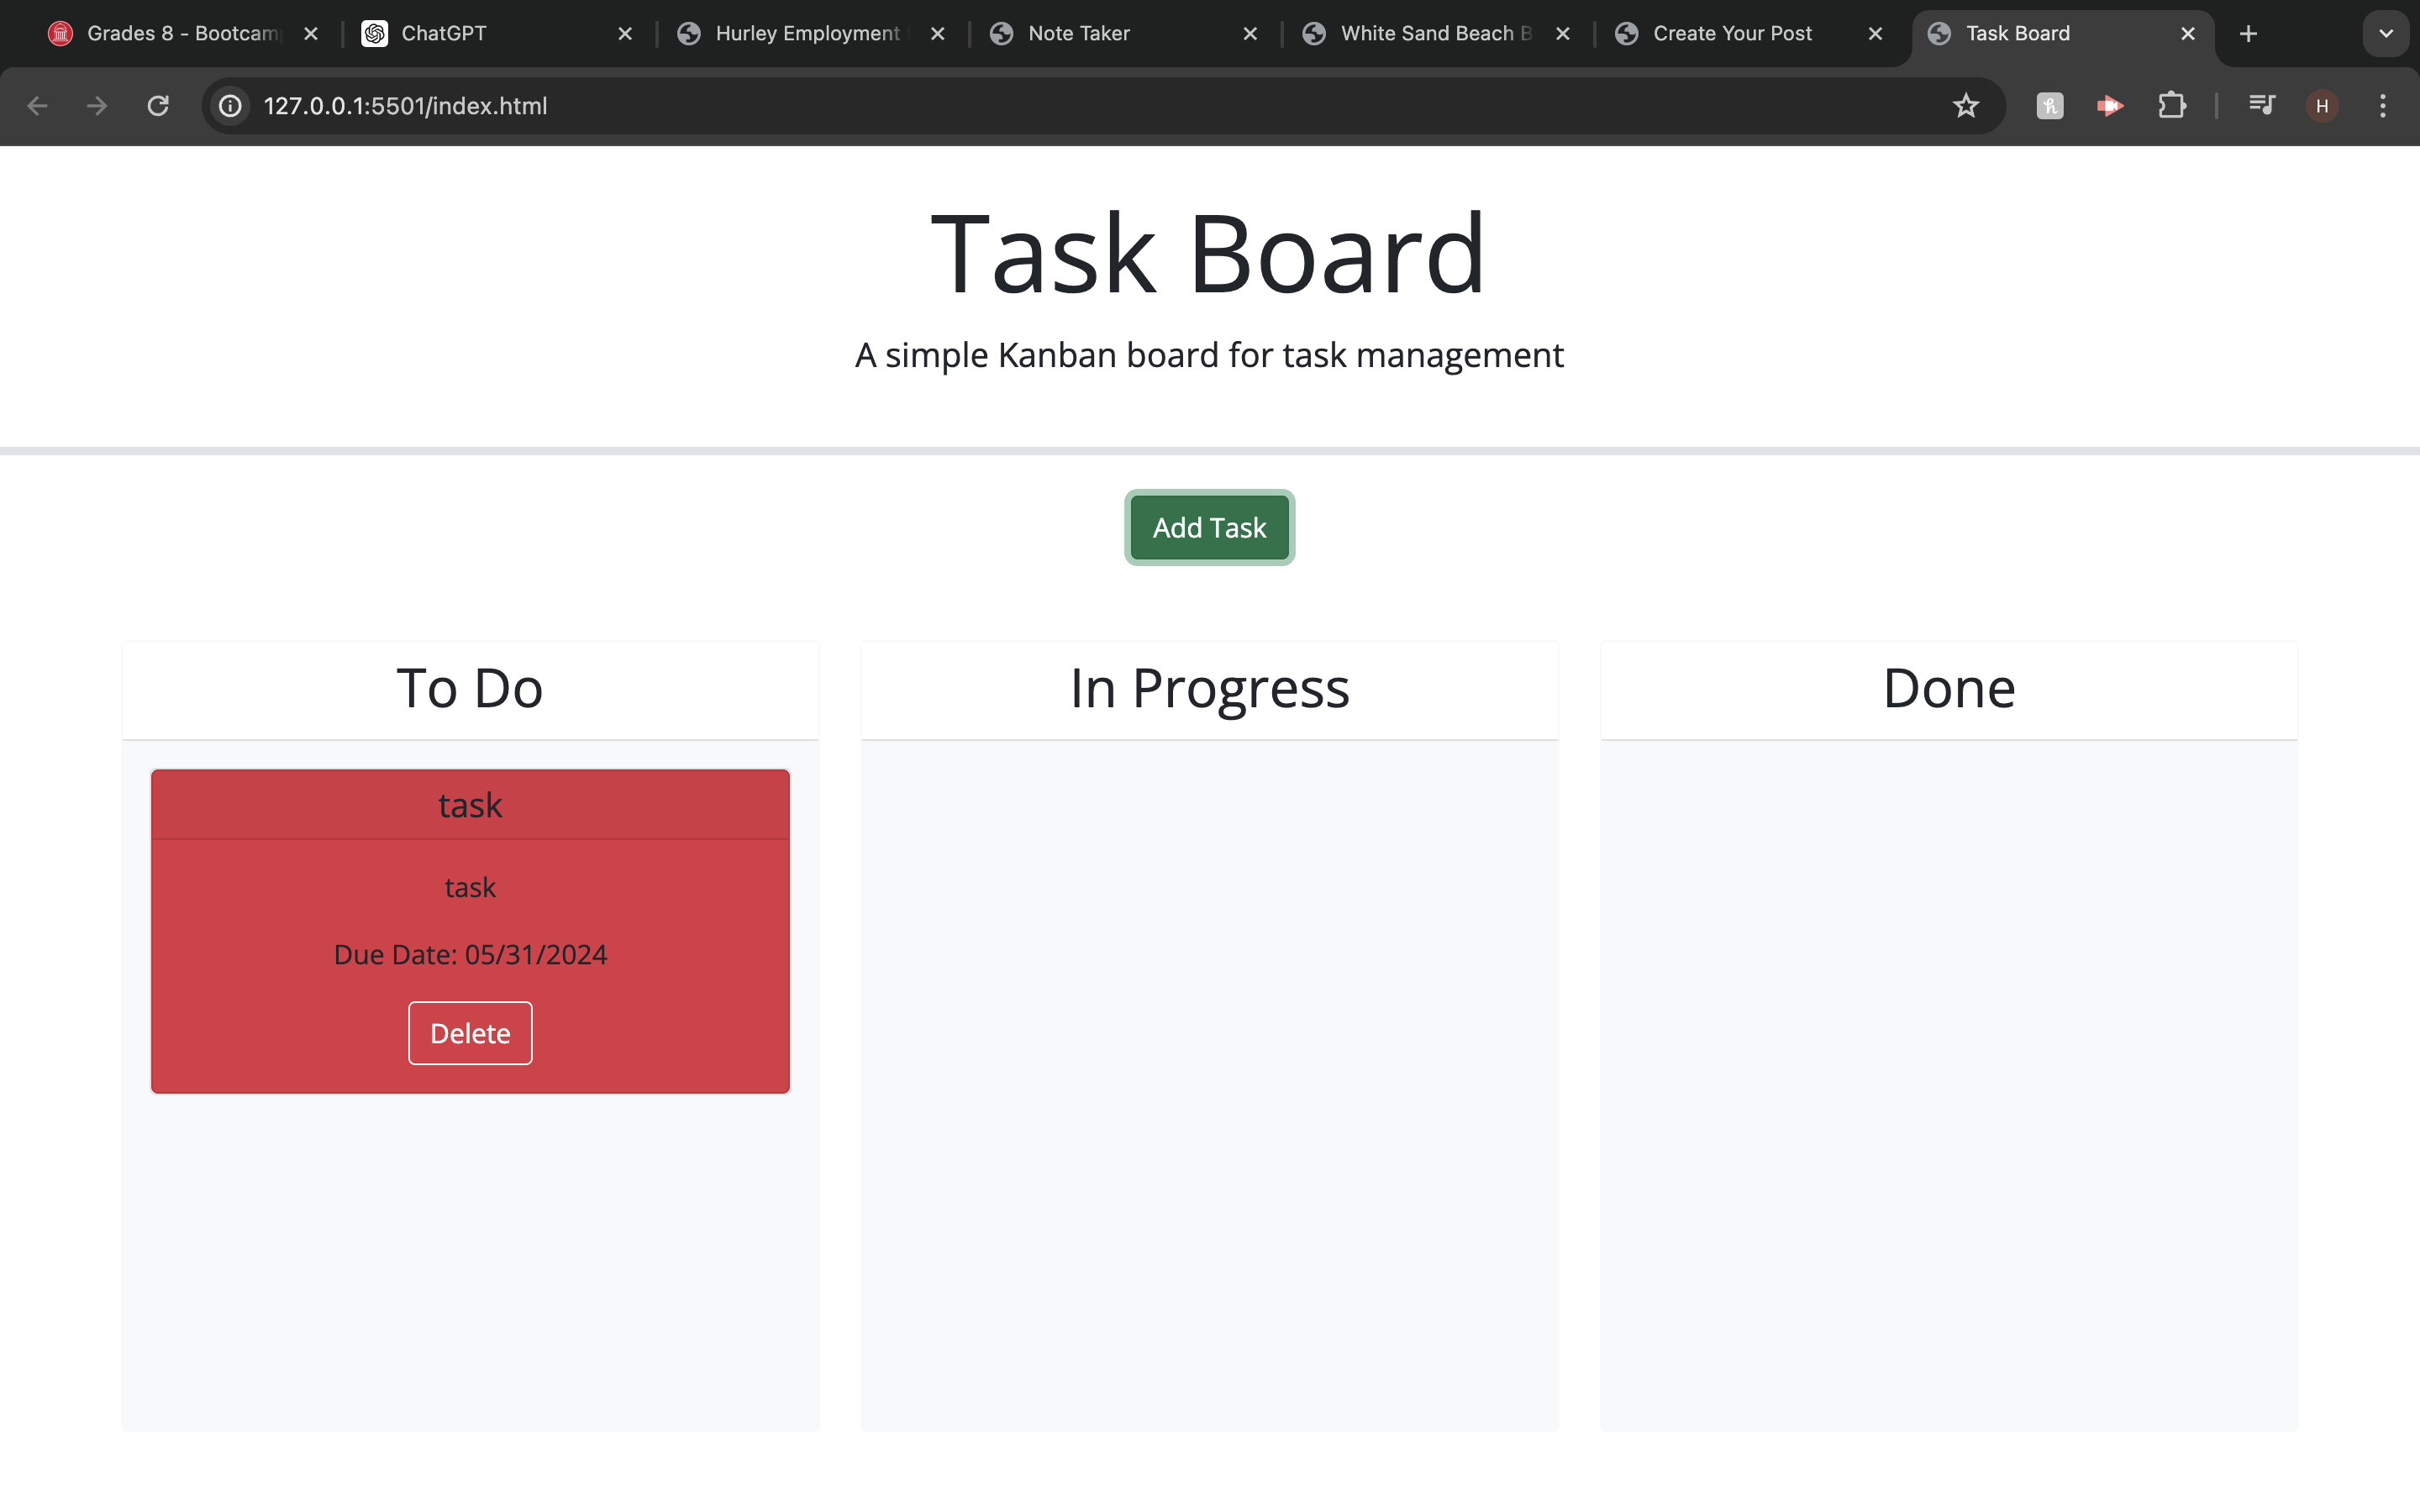 Grades 8 - Bootcam
ChatGPT
Hurley Employment
Note Taker
White Sand Beach B
Create Your Post
Task Board
127.0.0.1:5501/index.html
H
Task Board
A simple Kanban board for task management
Add Task
To Do
In Progress
Done
task
task
Due Date: 05/31/2024
Delete